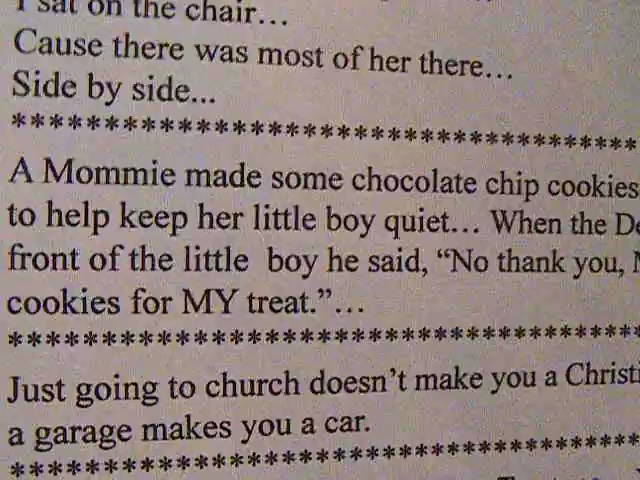 I sat on the chair…
Cause there was most of her there…
Side by side...
************************************
A Mommie made some chocolate chip cookies
to help keep her little boy quiet… When the
front of the little boy he said, “No thank you,
cookies for MY treat.”…
************************************
Just going to church doesn’t make you a
a garage makes you a car.
************************************